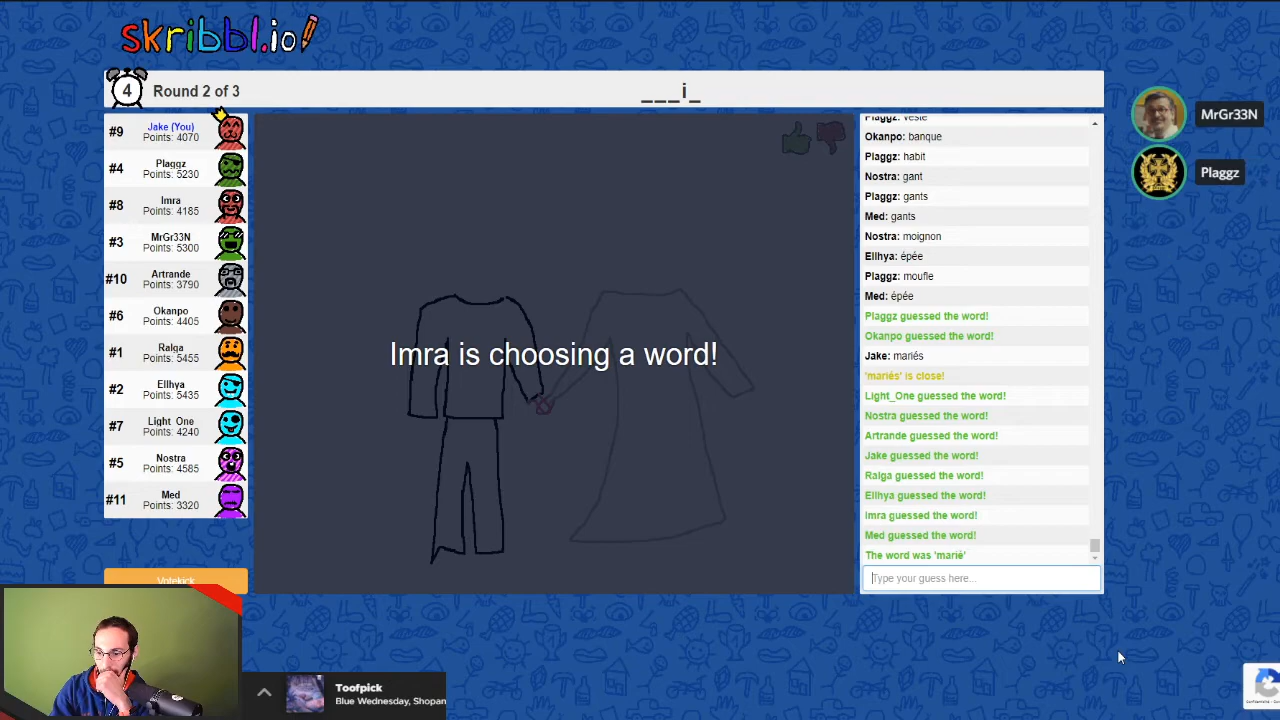 skribbl.io
4
Round 2 of 3
___i_
#9 Jake (You)
Points: 4070
#4 Plaggz
Points: 5230
#8 Imra
Points: 4185
#3 MrGr33N
Points: 5300
#10 Artrande
Points: 3790
#6 Okanpo
Points: 4405
#1 Ralga
Points: 5455
#2 Ellhya
Points: 5435
#7 Light_One
Points: 4240
#5 Nostra
Points: 4585
#11 Med
Points: 3320
Votekick
Imra is choosing a word!
Plaggz: veste
Okanpo: banque
Plaggz: habit
Nostra: gant
Plaggz: gants
Med: gants
Nostra: moignon
Ellhya: épée
Plaggz: moufle
Med: épée
Plaggz guessed the word!
Okanpo guessed the word!
Jake: mariés
'mariés' is close!
Light_One guessed the word!
Nostra guessed the word!
Artrande guessed the word!
Jake guessed the word!
Ralga guessed the word!
Ellhya guessed the word!
Imra guessed the word!
Med guessed the word!
The word was 'marié'
Type your guess here...
MrGr33N
Plaggz
Toofpick
Blue Wednesday, Shopan